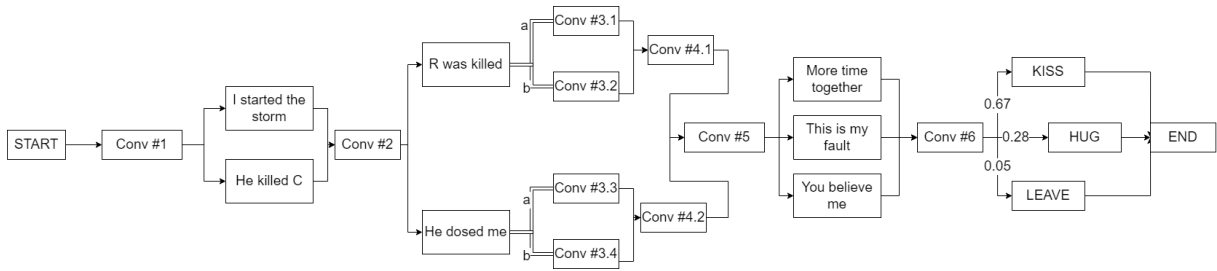 START
Conv #1
I started the
storm
He killed C
Conv #2
R was killed
a
b
Conv #3.1
Conv #3.2
Conv #4.1
He dosed me
a
b
Conv #3.3
Conv #3.4
Conv #4.2
Conv #5
More time
together
This is my
fault
You believe
me
Conv #6
0.67
0.28
0.05
KISS
HUG
LEAVE
END